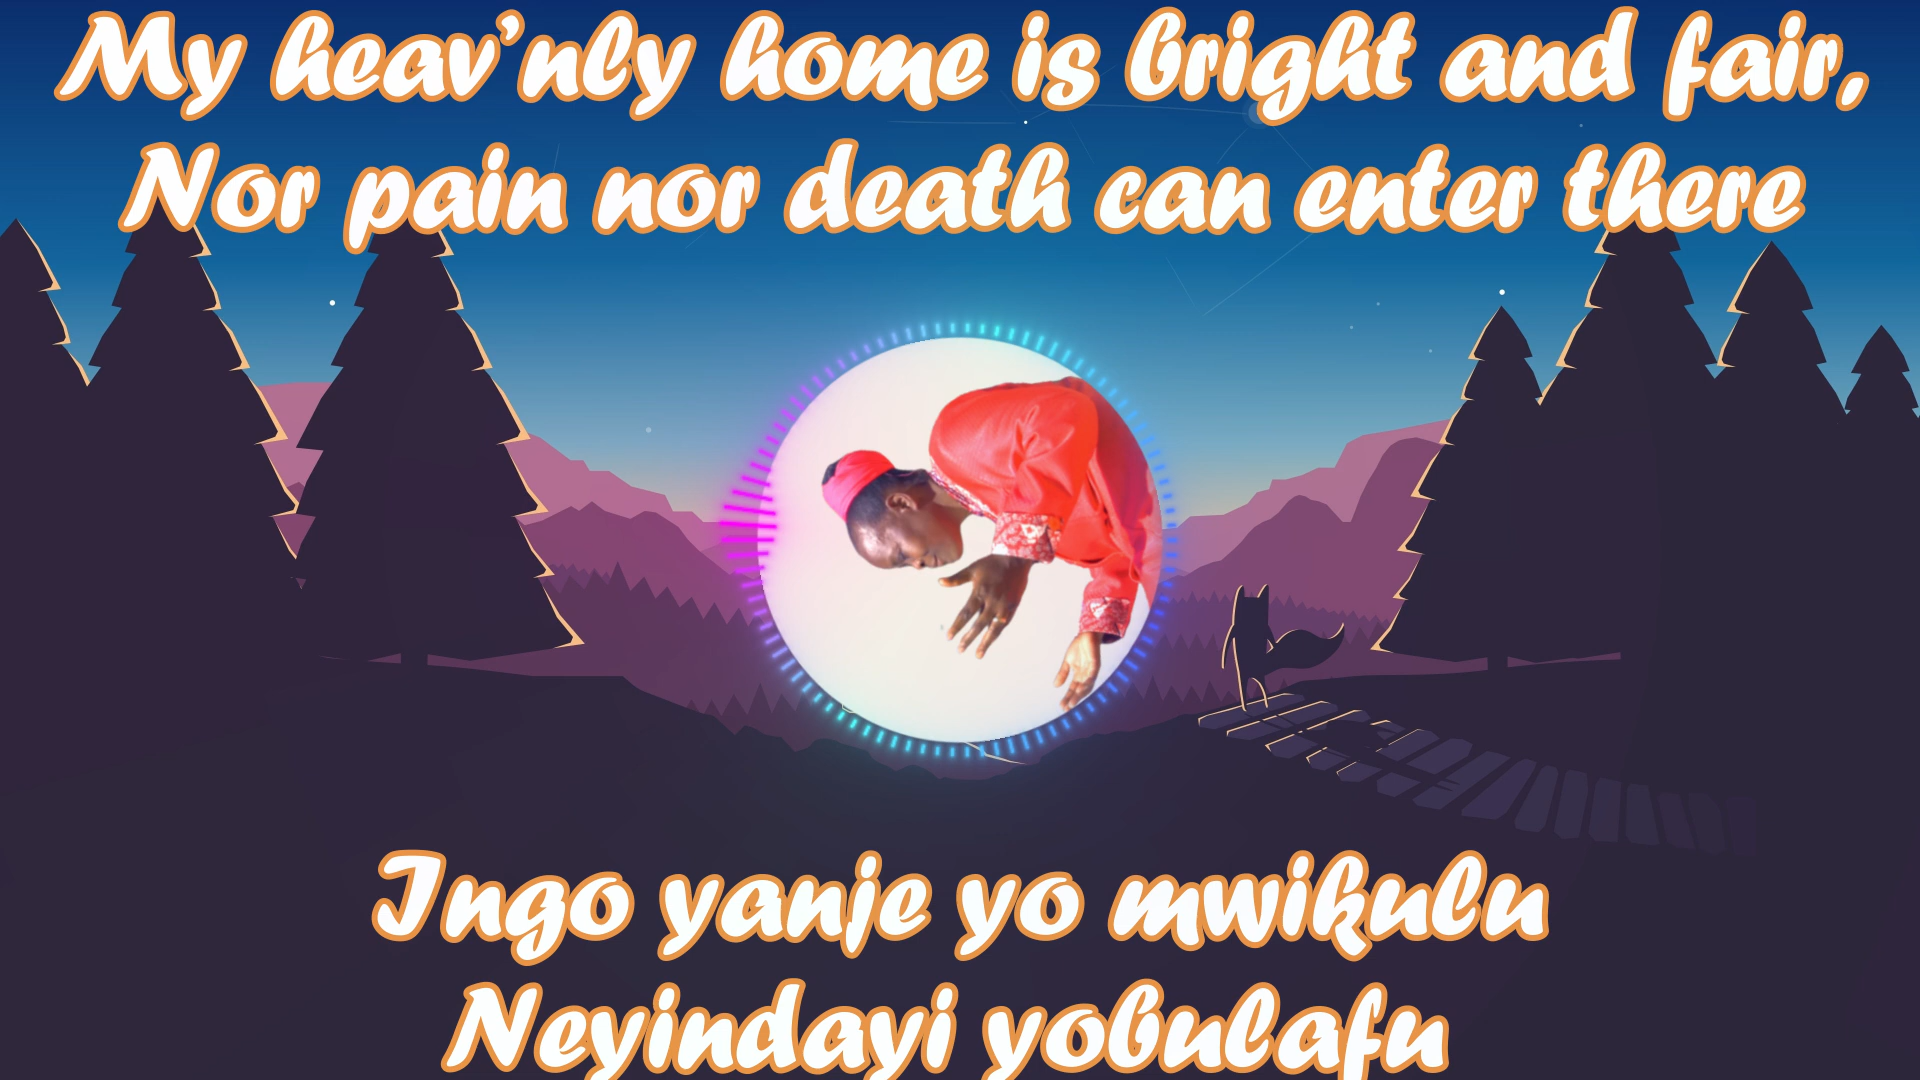 My heav’nly home is bright and fair,
Nor pain nor death can enter there
Ingo yanje yo mwikulu
Neyindayi yobulafu